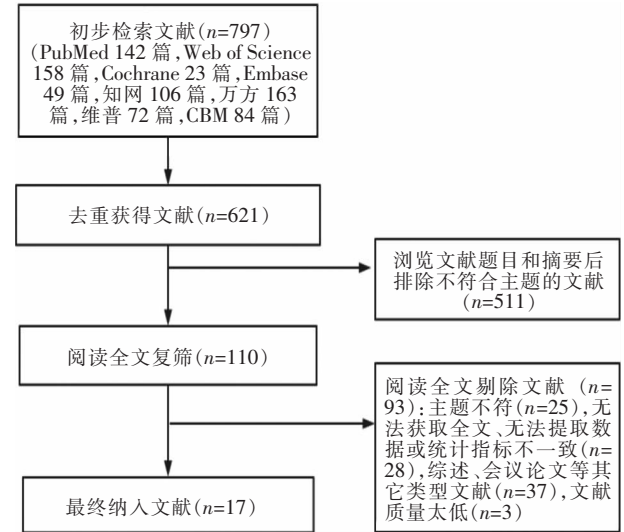 初步检索文献(n=797)
(PubMed 142 篇,Web of Science
158 篇,Cochrane 23 篇,Embase
49 篇,知网 106 篇,万方 163
篇,维普 72 篇,CBM 84 篇)
去重获得文献(n=621)
浏览文献题目和摘要后
排除不符合主题的文献
(n=511)
阅读全文复筛(n=110)
阅读全文剔除文献 (n=
93):主题不符(n=25),无
法获取全文、无法提取数
据或统计指标不一致(n=
28),综述、会议论文等其
它类型文献(n=37),文献
质量太低(n=3)
最终纳入文献(n=17)